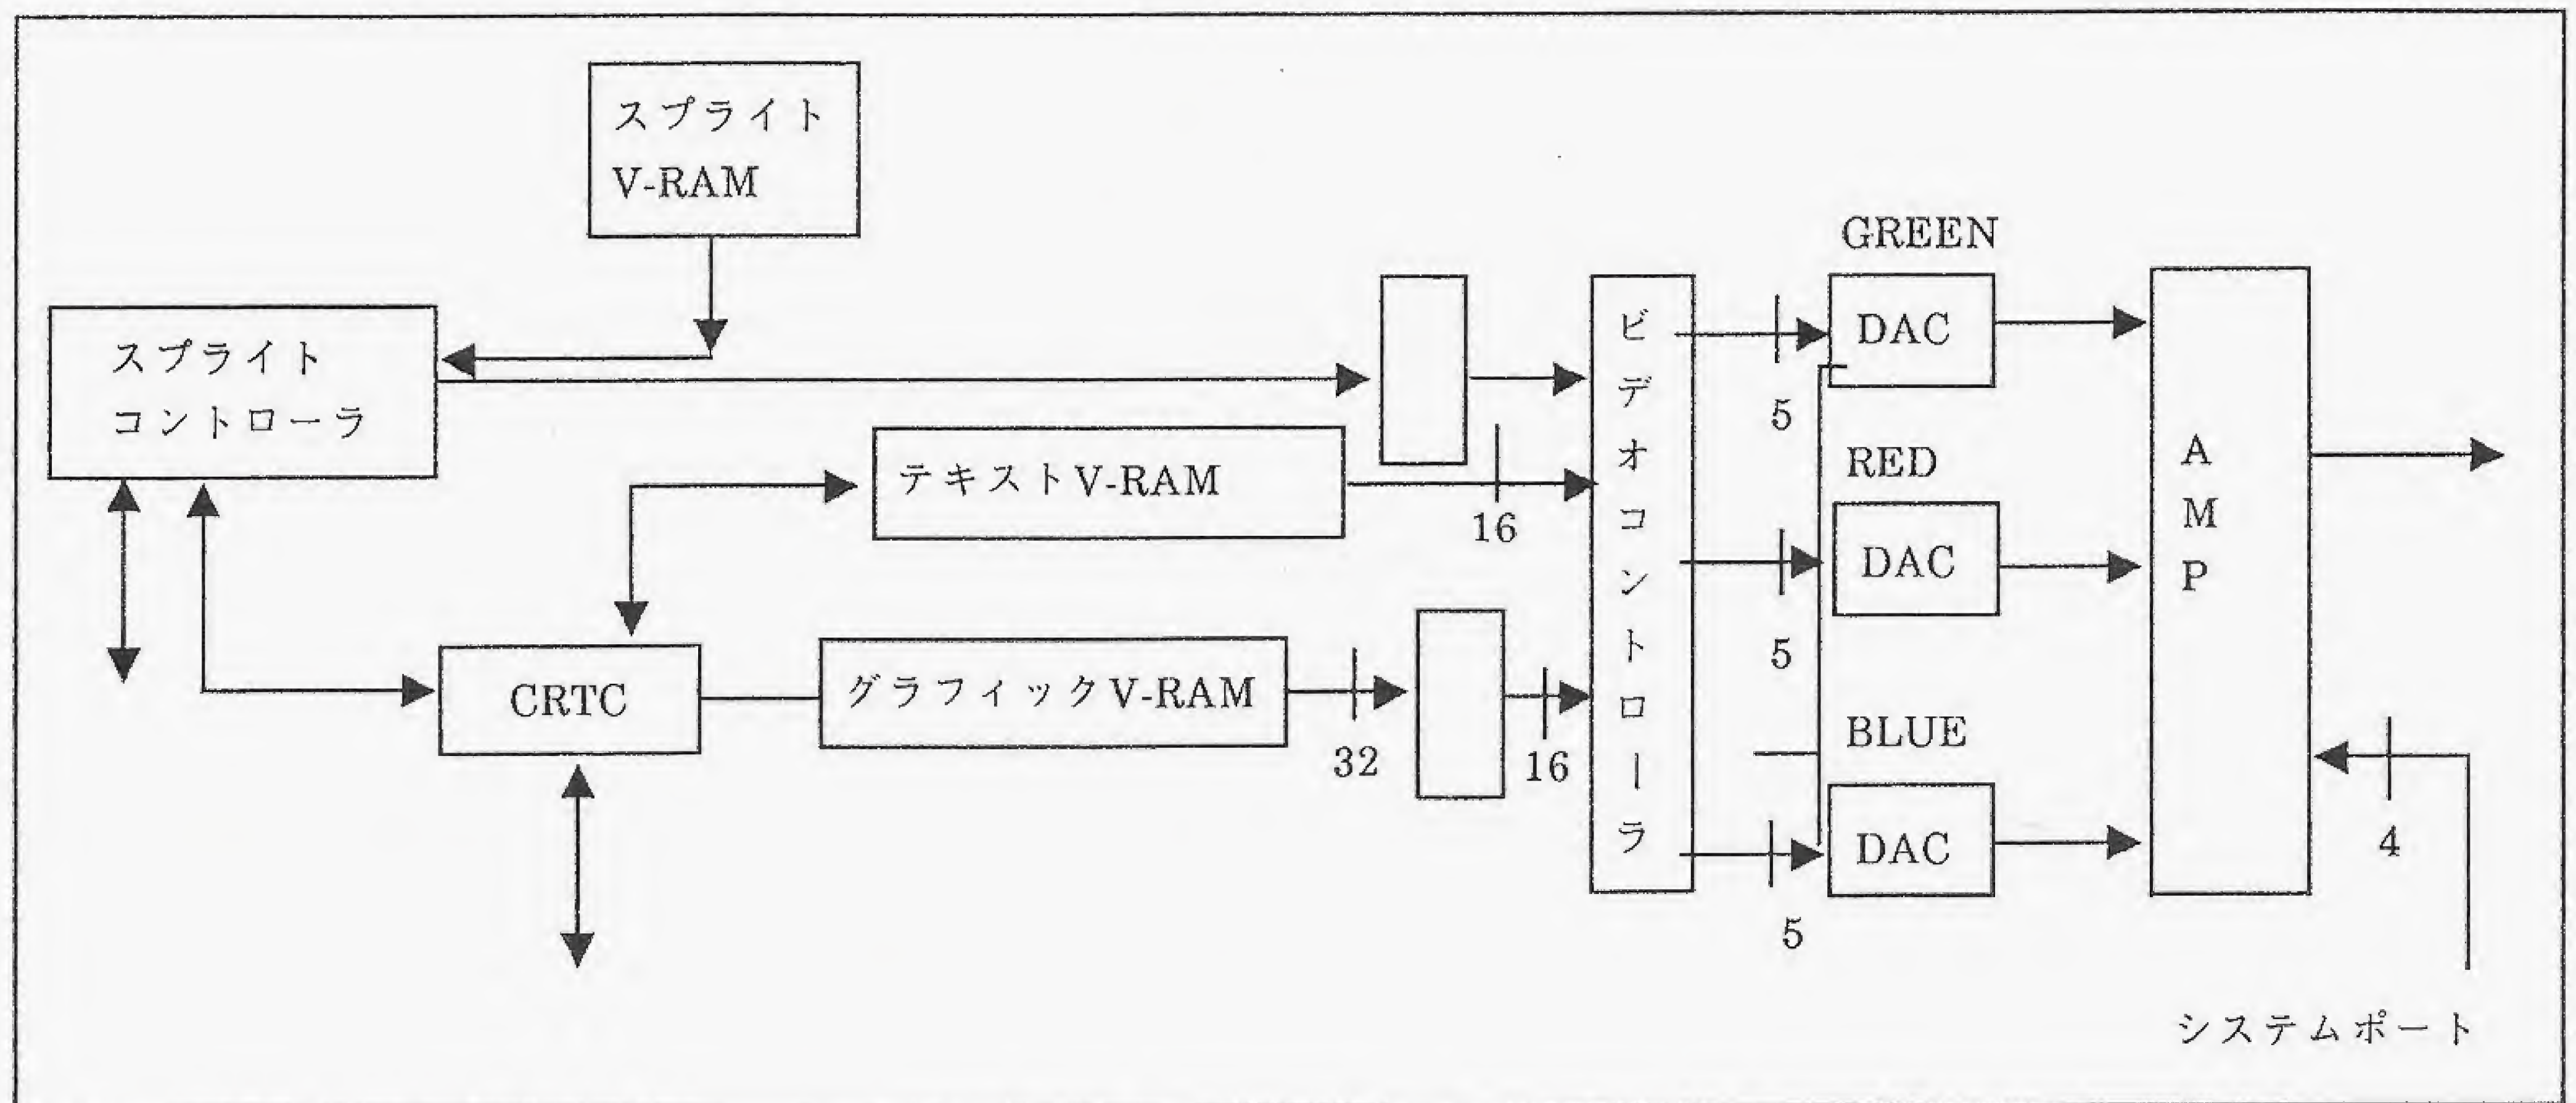 スプライト
V-RAM
GREEN
スプライト
コントローラ
DAC
5
テキストV-RAM
16
RED
DAC
5
ビデオコントローラ
AMP
CRTC
グラフィックV-RAM
32
16
BLUE
DAC
5
4
システムポート